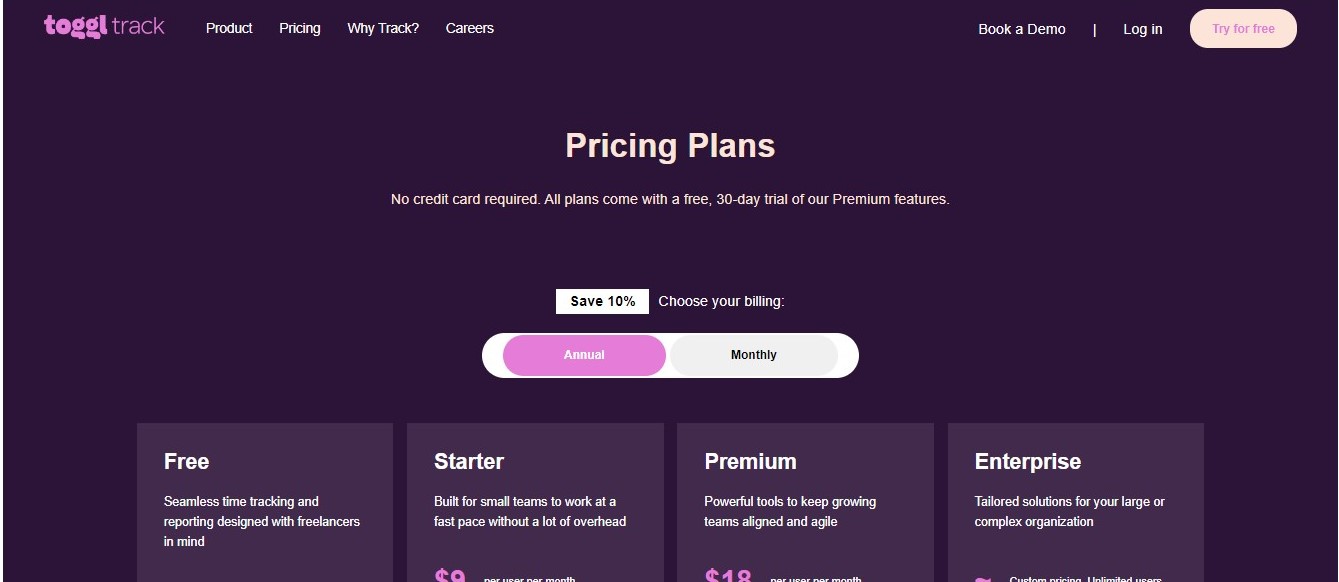 toggl track
Product Pricing Why Track? Careers Book a Demo | Log in Try for free
Pricing Plans
No credit card required. All plans come with a free, 30-day trial of our Premium features.
Save 10% Choose your billing:
Annual Monthly
Free
Seamless time tracking and
reporting designed with freelancers
in mind
Starter
Built for small teams to work at a
fast pace without a lot of overhead
$9 per user per month
Premium
Powerful tools to keep growing
teams aligned and agile
$18 per user per month
Enterprise
Tailored solutions for your large or
complex organization
Custom pricing. Unlimited users